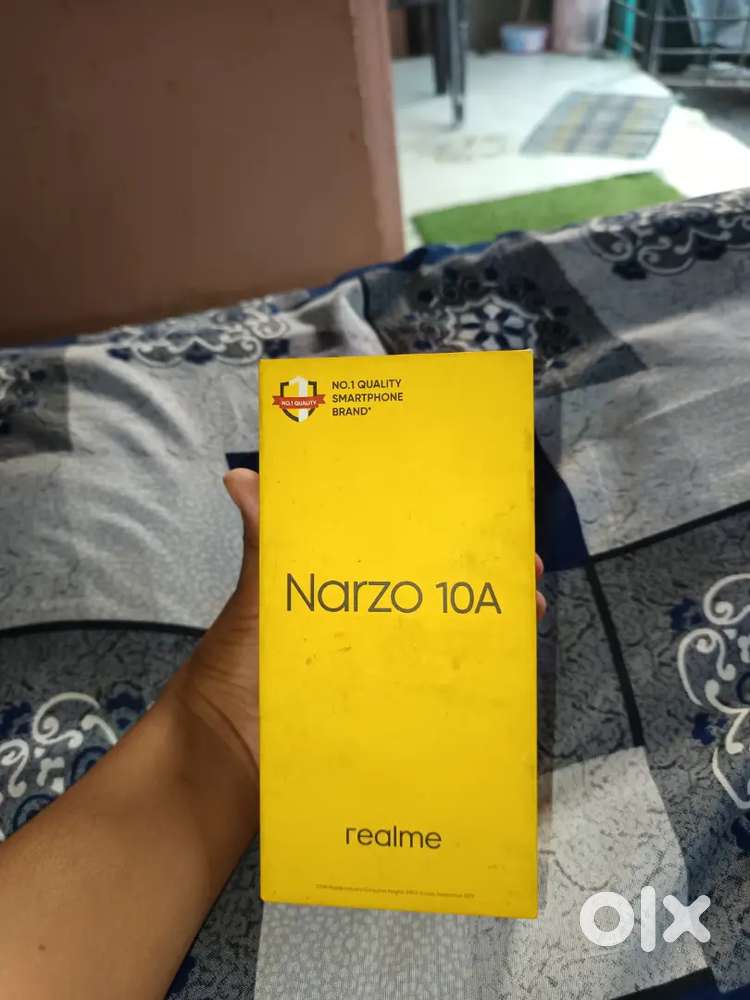 NO.1 QUALITY
NO.1 QUALITY
SMARTPHONE
BRAND*
Narzo 10A
realme
olx